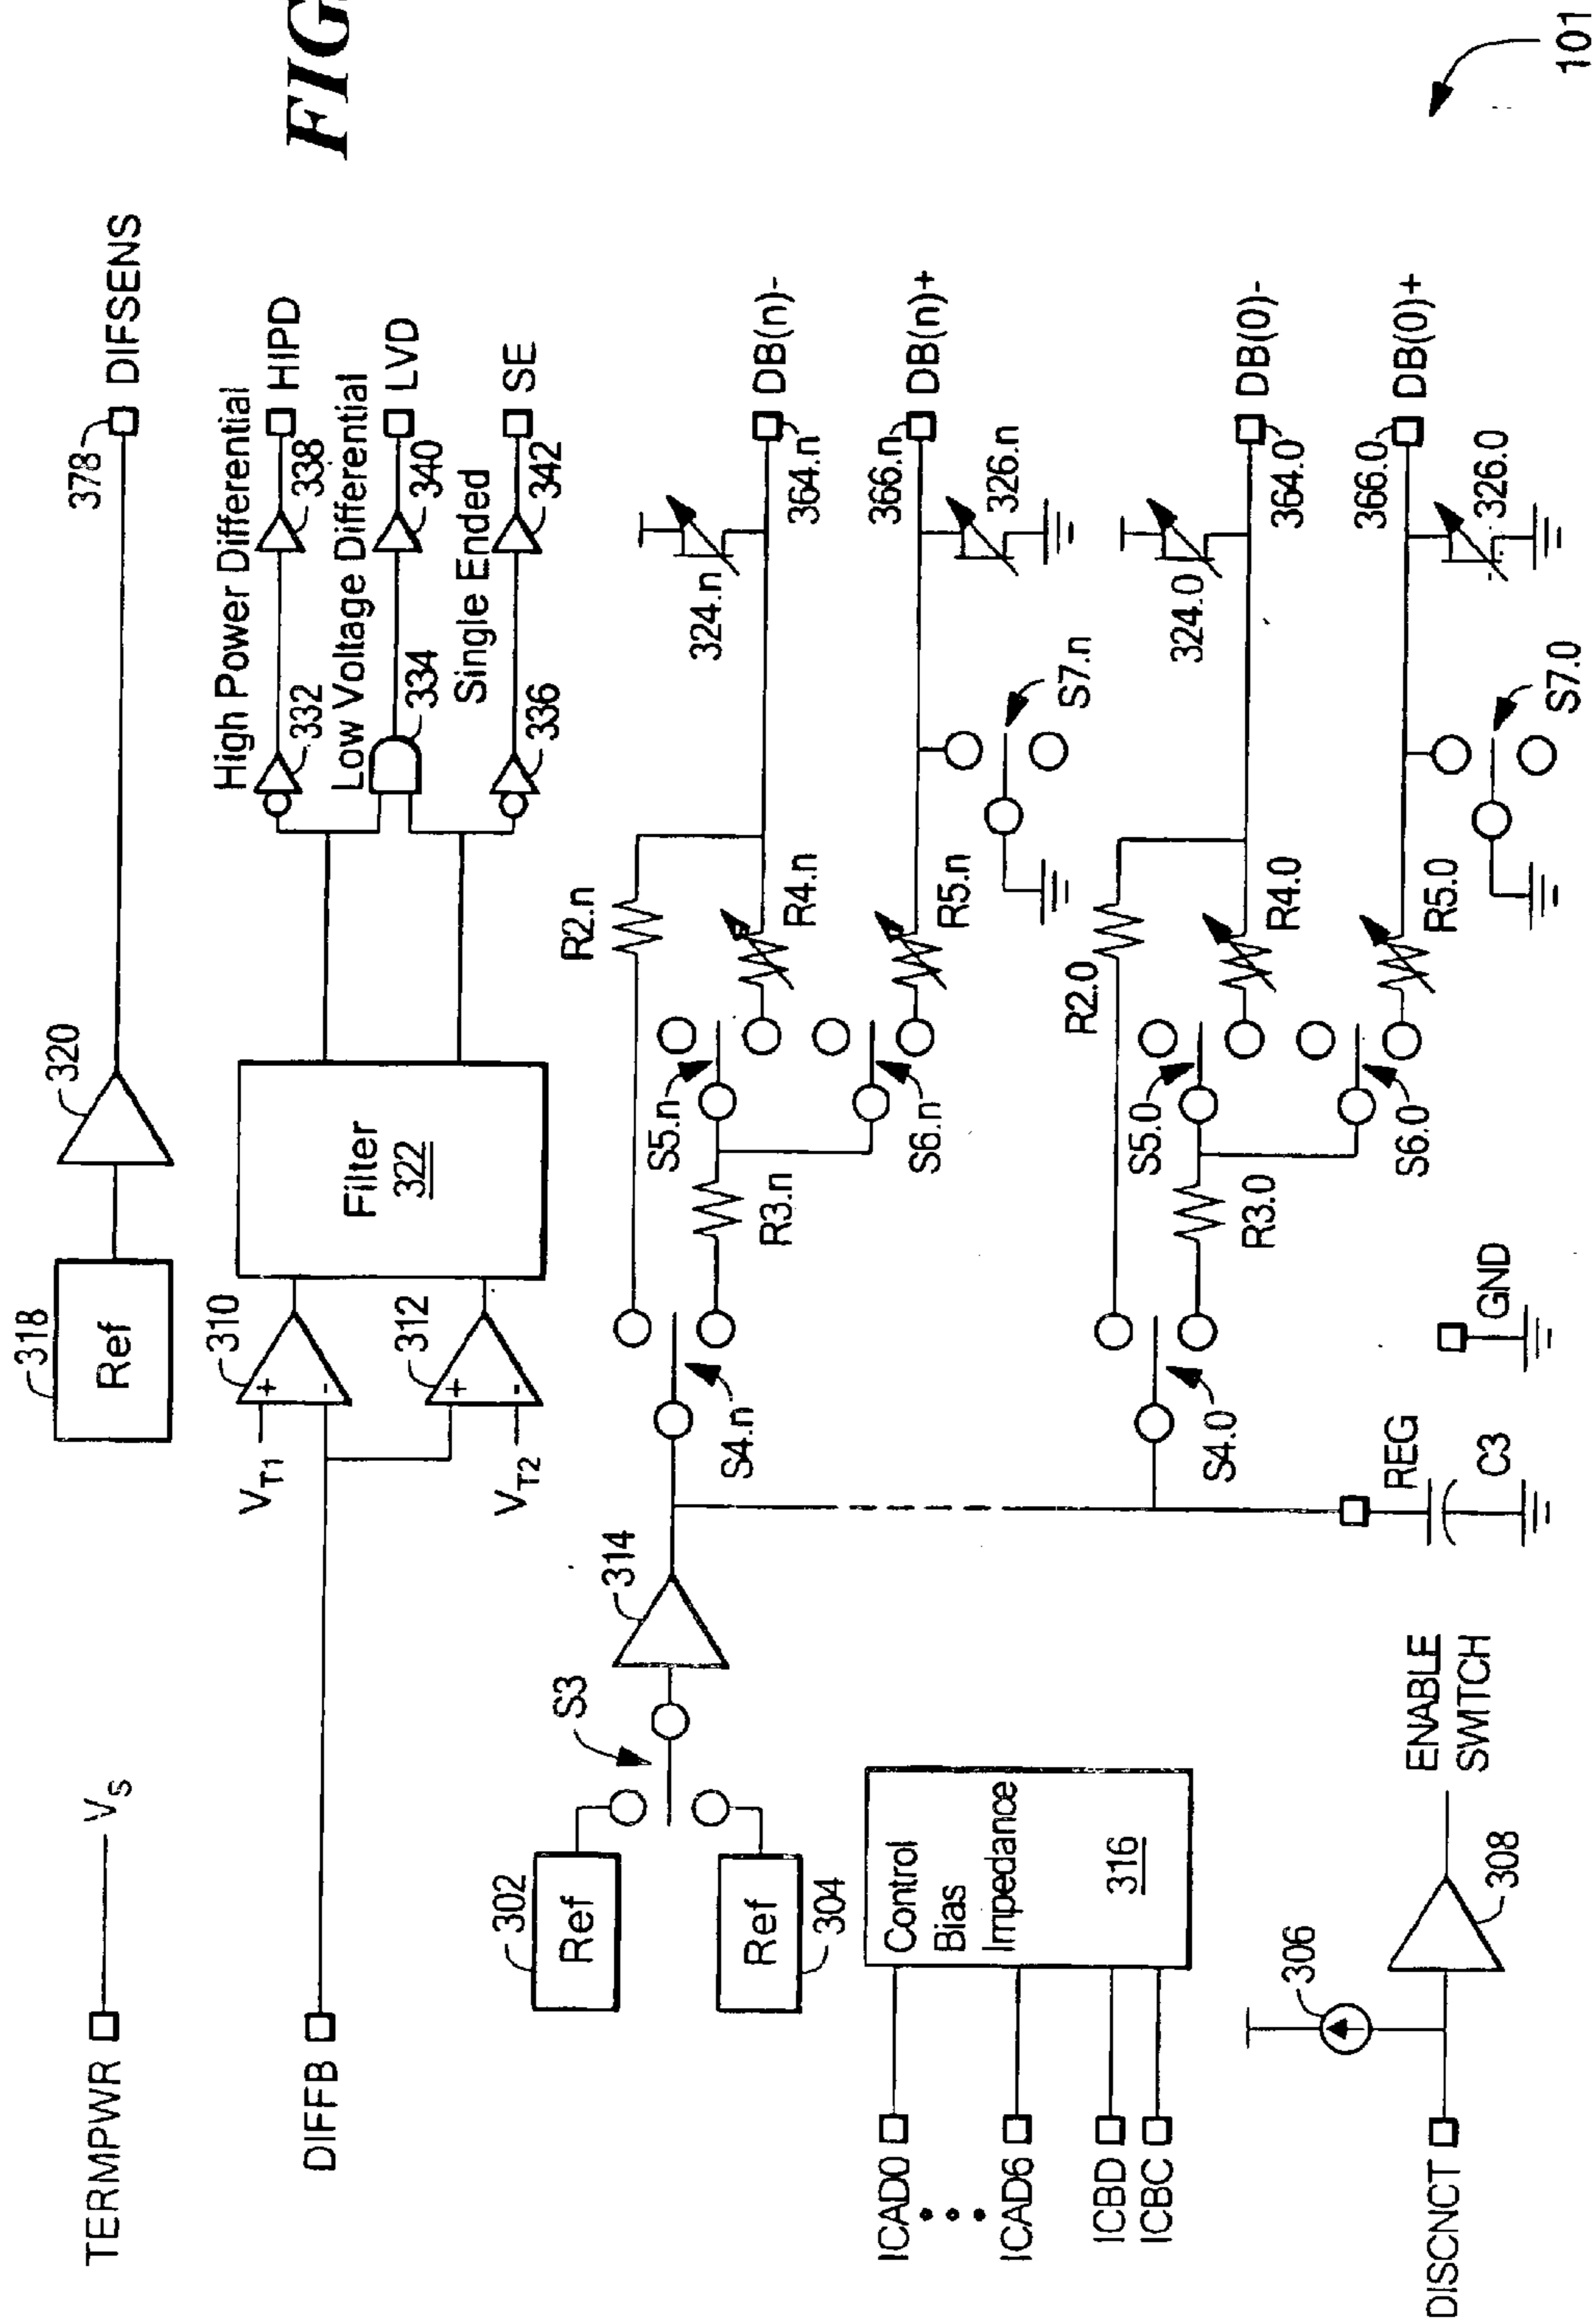 FIG
101
TERMPWR
V_S
318
Ref
320
378
DIFSENS
DIFFB
V_T1
V_T2
310
+
-
312
+
-
Filter
322
High Power Differential
332
338
HIPD
Low Voltage Differential
334
340
LVD
Single Ended
336
342
SE
302
Ref
S3
Ref
304
314
S4.n
R2.n
R3.n
S5.n
S6.n
R4.n
R5.n
S7.n
324.n
364.n
DB(n)-
366.n
326.n
DB(n)+
S4.0
R2.0
R3.0
S5.0
S6.0
R4.0
R5.0
S7.0
324.0
364.0
DB(0)-
366.0
326.0
DB(0)+
REG
C3
GND
ICAD0
ICAD6
ICBD
ICBC
Control
Bias
Impedance
316
DISCNCT
306
308
ENABLE
SWITCH